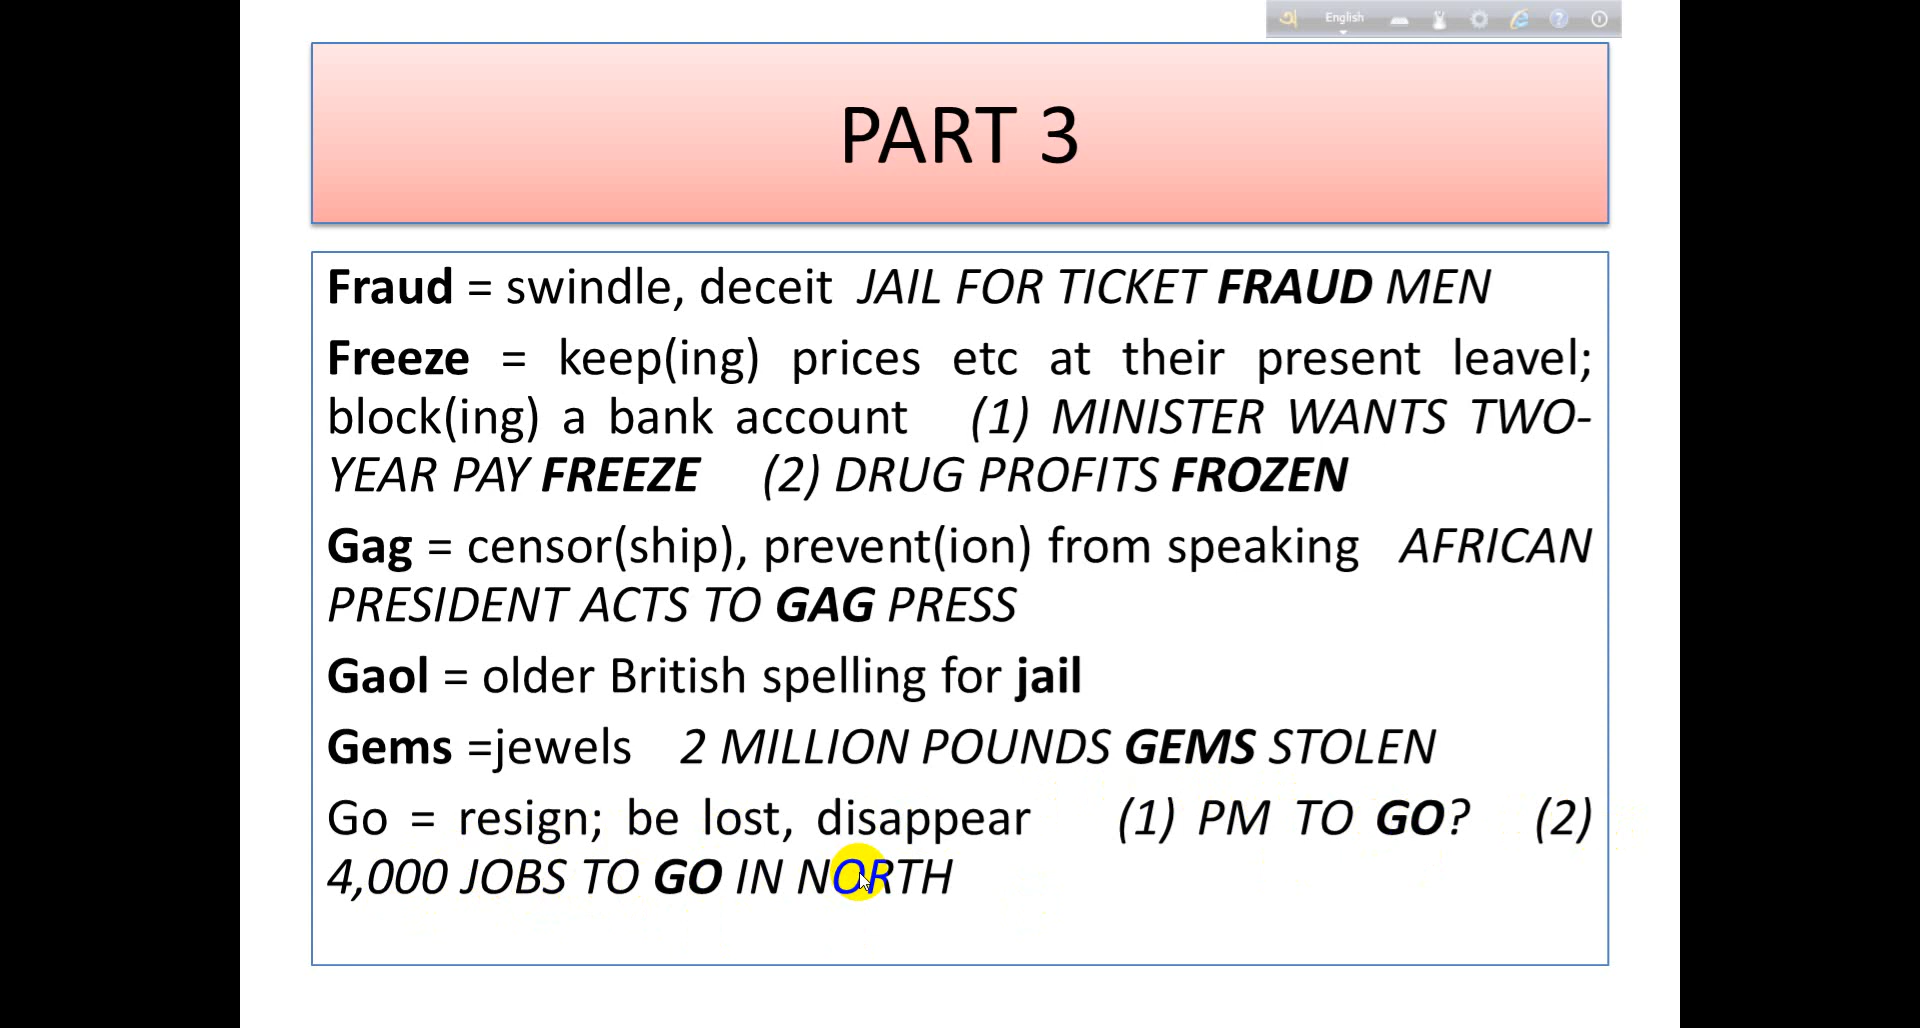 English
PART 3
Fraud = swindle, deceit JAIL FOR TICKET FRAUD MEN
Freeze = keep(ing) prices etc at their present leavel;
block(ing) a bank account (1) MINISTER WANTS TWO-
YEAR PAY FREEZE (2) DRUG PROFITS FROZEN
Gag = censor(ship), prevent(ion) from speaking AFRICAN
PRESIDENT ACTS TO GAG PRESS
Gaol = older British spelling for jail
Gems =jewels 2 MILLION POUNDS GEMS STOLEN
Go = resign; be lost, disappear (1) PM TO GO? (2)
4,000 JOBS TO GO IN NORTH